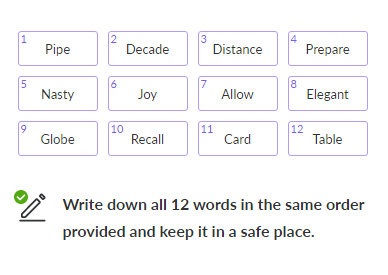 1 Pipe 2 Decade 3 Distance 4 Prepare
5 Nasty 6 Joy 7 Allow 8 Elegant
9 Globe 10 Recall 11 Card 12 Table
Write down all 12 words in the same order
provided and keep it in a safe place.